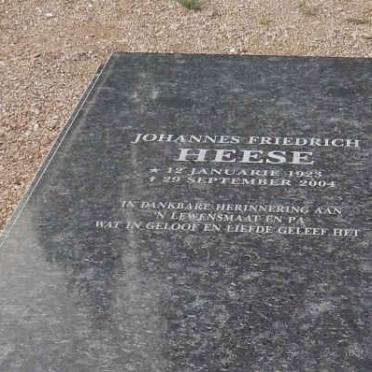 JOHANNES FRIEDRICH
HEESE
* 12 JANUARIE 1923
† 29 SEPTEMBER 2004
IN DANKBARE HERINNERING AAN
'N LEWENSMAAT EN PA
WAT IN GELOOF EN LIEFDE GELEEF HET